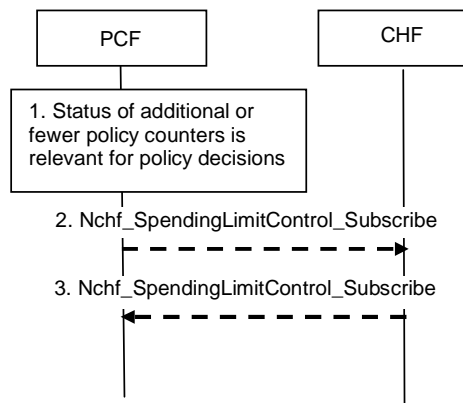 PCF
CHF
1. Status of additional or
fewer policy counters is
relevant for policy decisions
2. Nchf_SpendingLimitControl_Subscribe
3. Nchf_SpendingLimitControl_Subscribe